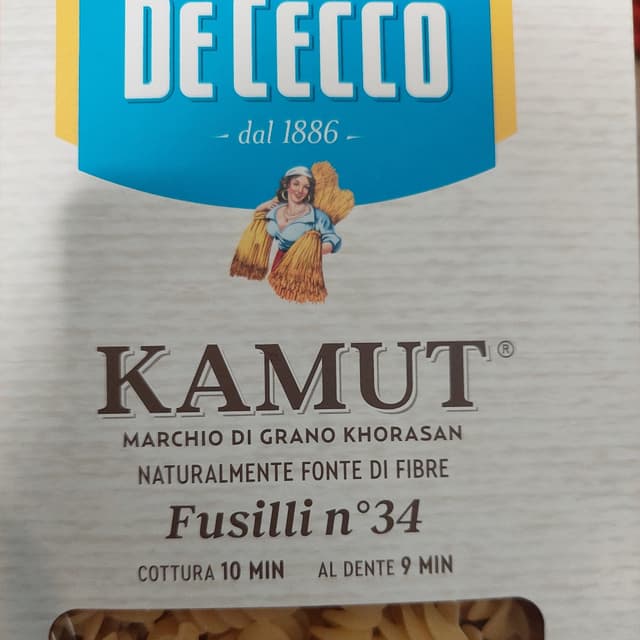 DE CECCO
dal 1886
KAMUT®
MARCHIO DI GRANO KHORASAN
NATURALMENTE FONTE DI FIBRE
Fusilli n°34
COTTURA 10 MIN AL DENTE 9 MIN